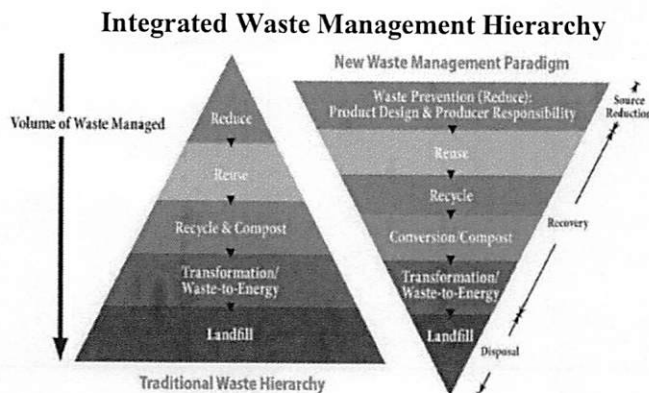 Integrated Waste Management Hierarchy
New Waste Management Paradigm
Volume of Waste Managed
Reduce
Reuse
Recycle & Compost
Transformation/
Waste-to-Energy
Landfill
Traditional Waste Hierarchy
Waste Prevention (Reduce):
Product Design & Producer Responsibility
Reuse
Recycle
Conversion/Compost
Transformation/
Waste-to-Energy
Landfill
Source
Reduction
Recovery
Disposal